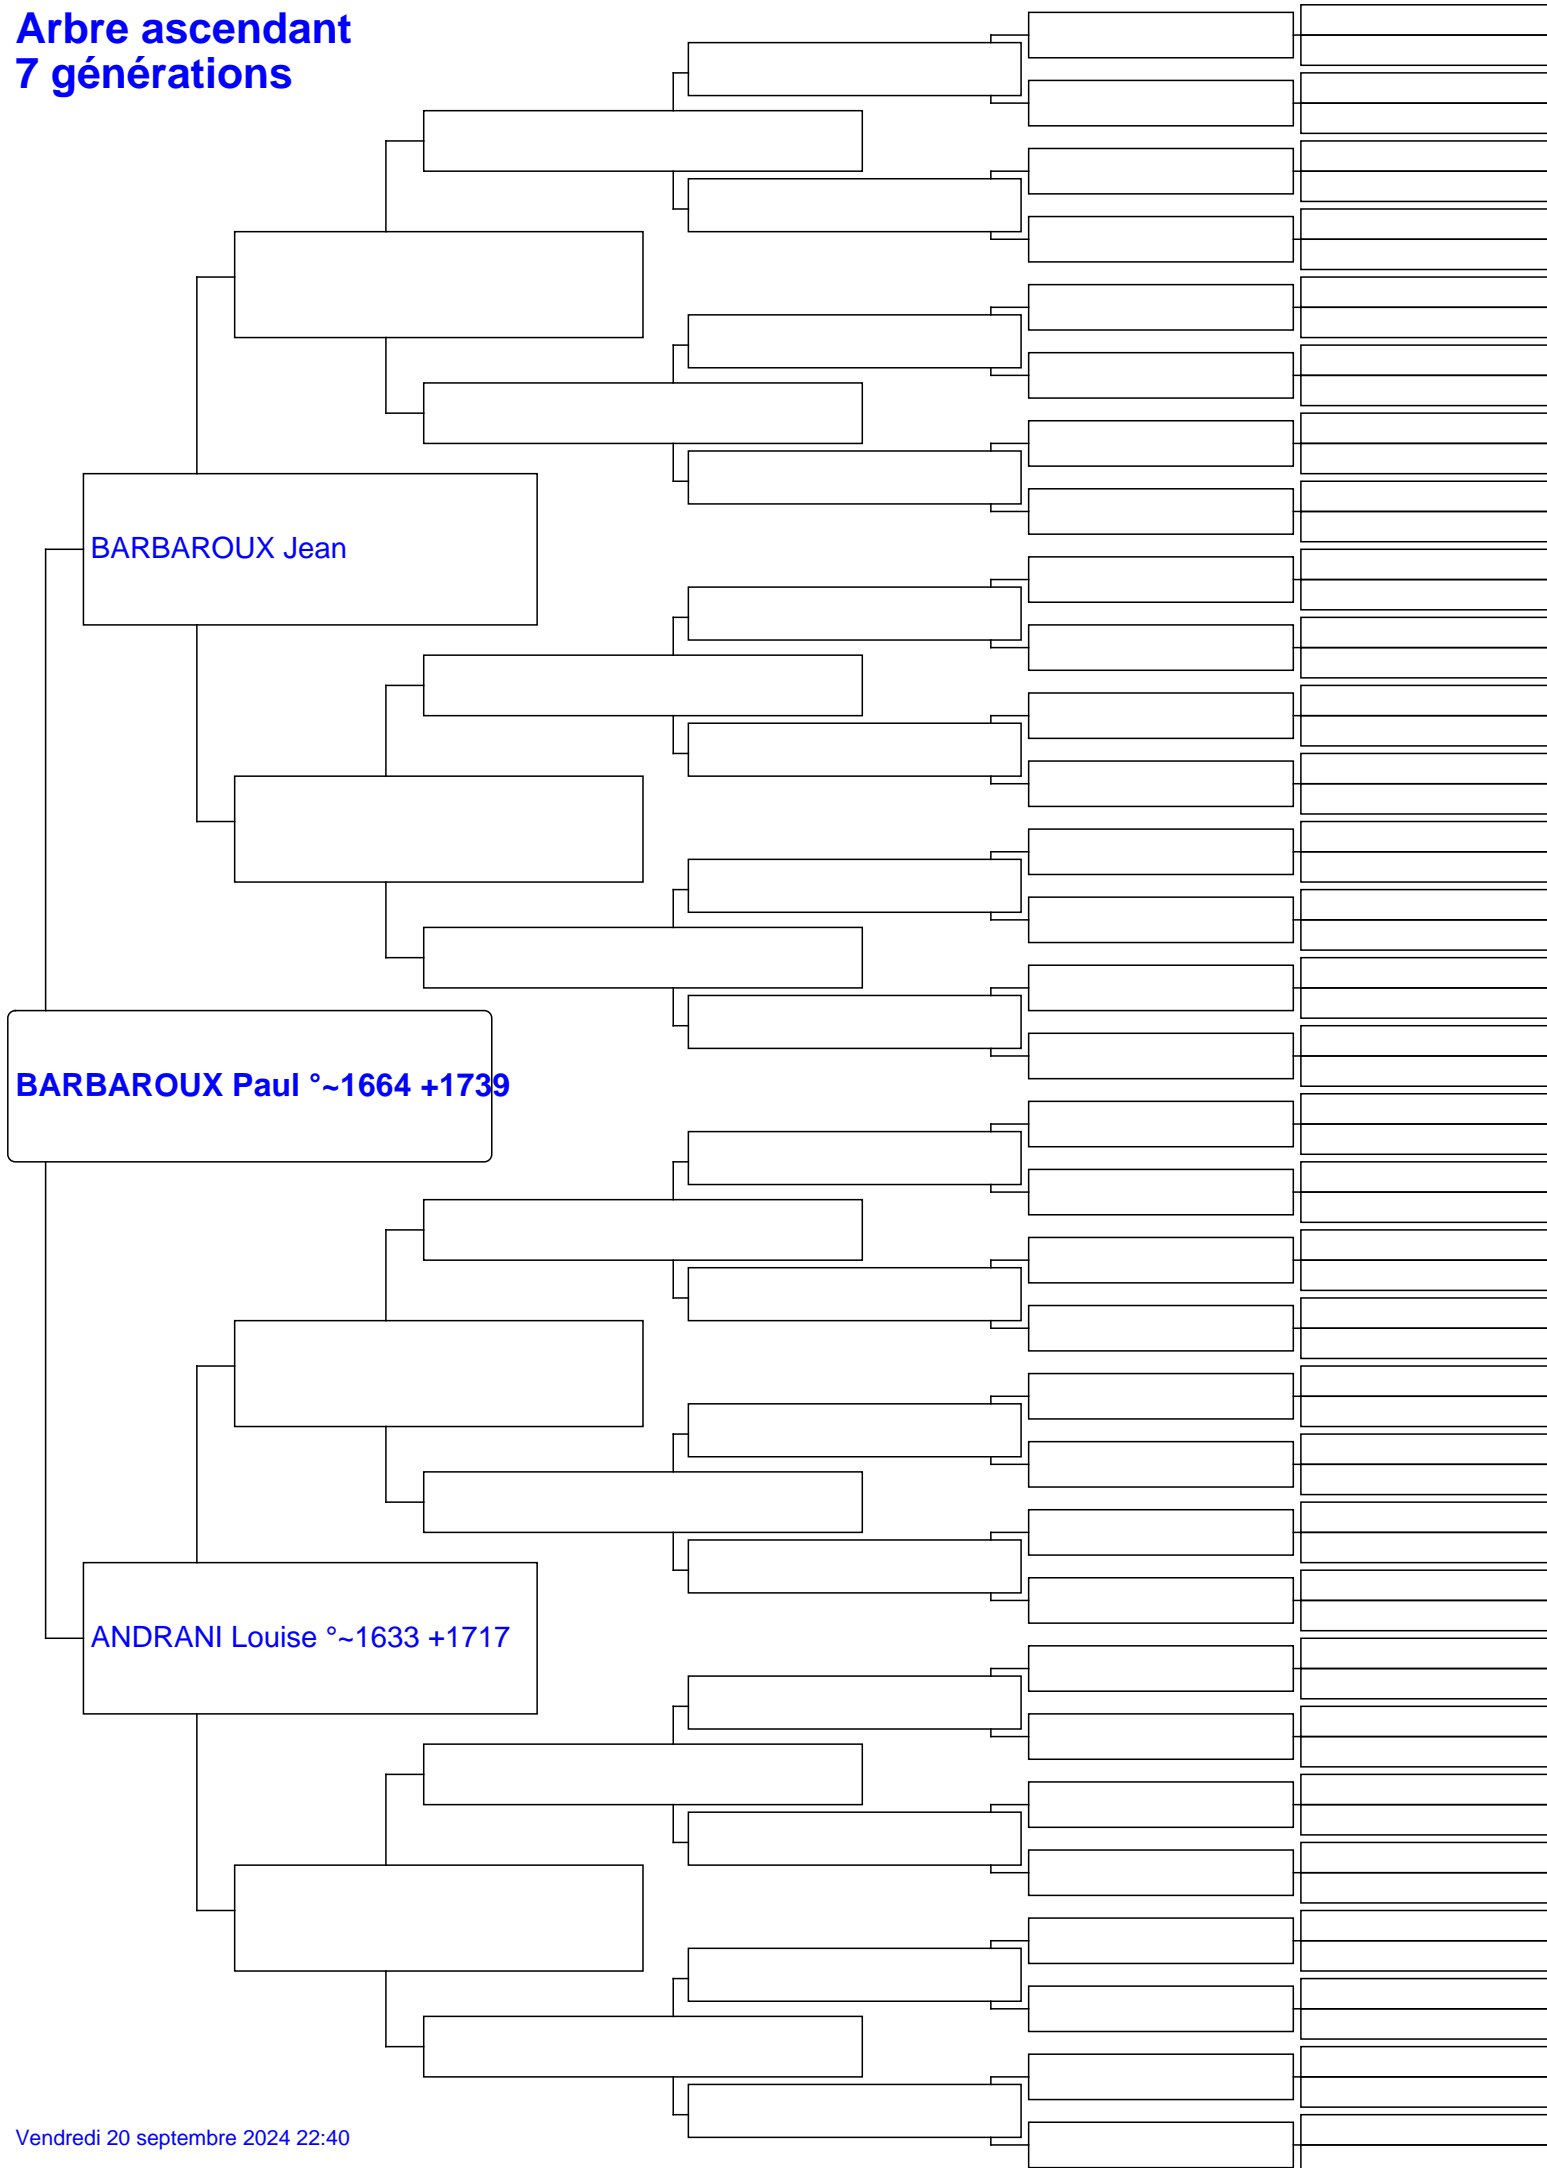 Arbre ascendant
7 générations
BARBAROUX Jean
BARBAROUX Paul °~1664 +1739
ANDRANI Louise °~1633 +1717
Vendredi 20 septembre 2024 22:40